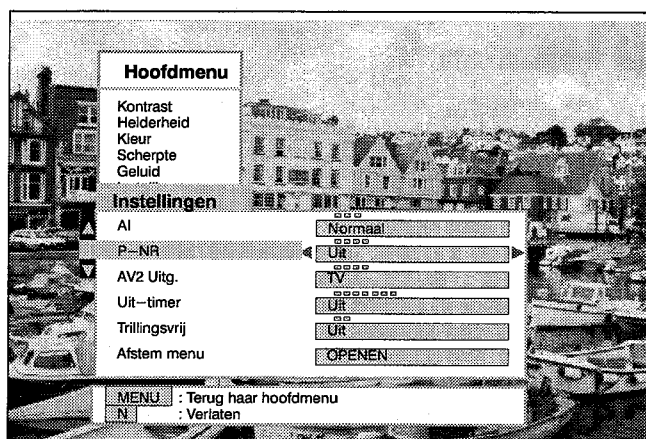 Hoofdmenu
Kontrast
Helderheid
Kleur
Scherpte
Geluid
Instellingen
AI Normaal
P-NR Uit
AV2 Uitg. TV
Uit-timer Uit
Trillingsvrij Uit
Afstem menu OPENEN
MENU : Terug haar hoofdmenu
N : Verlaten